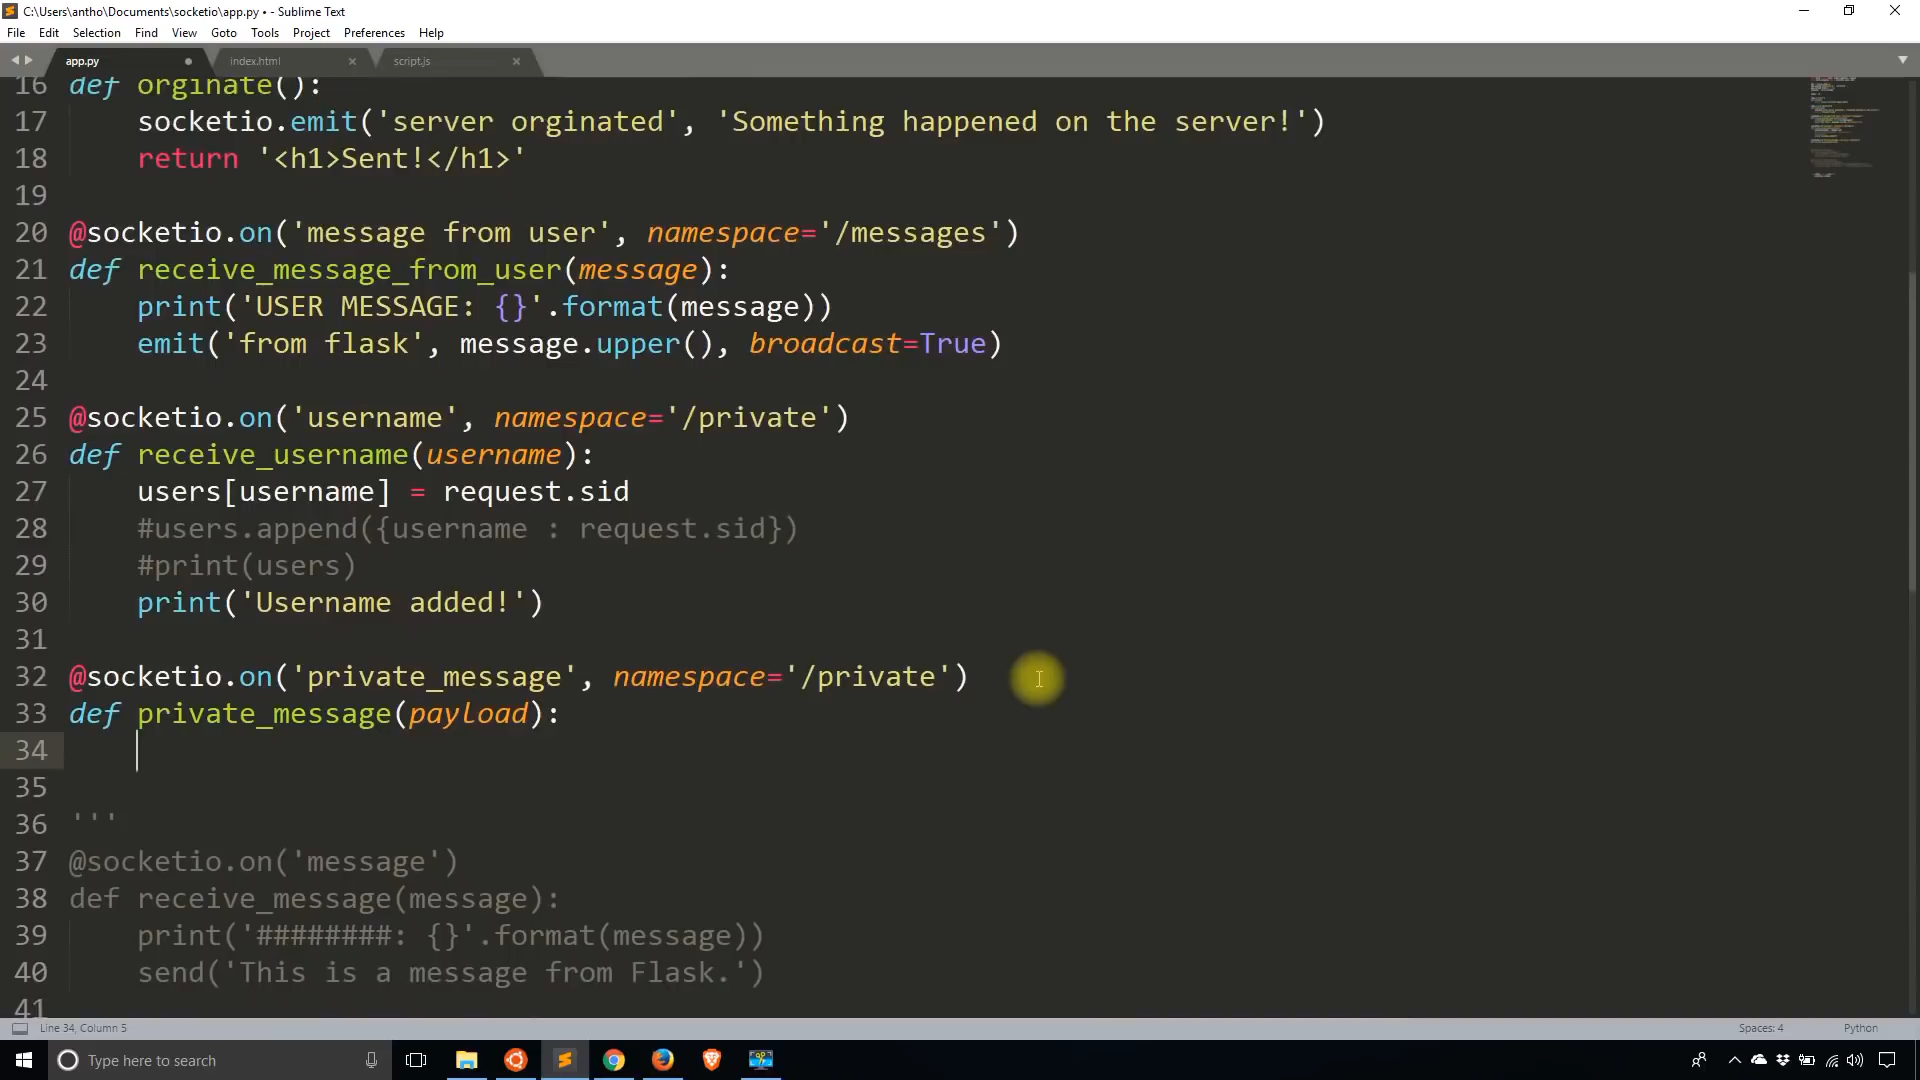 C:\Users\antho\Documents\socketio\app.py • - Sublime Text
File Edit Selection Find View Goto Tools Project Preferences Help
app.py index.html script.js
16 def orginate():
17     socketio.emit('server orginated', 'Something happened on the server!')
18     return '<h1>Sent!</h1>'
19
20 @socketio.on('message from user', namespace='/messages')
21 def receive_message_from_user(message):
22     print('USER MESSAGE: {}'.format(message))
23     emit('from flask', message.upper(), broadcast=True)
24
25 @socketio.on('username', namespace='/private')
26 def receive_username(username):
27     users[username] = request.sid
28     #users.append({username : request.sid})
29     #print(users)
30     print('Username added!')
31
32 @socketio.on('private_message', namespace='/private')
33 def private_message(payload):
34
35
36 '''
37 @socketio.on('message')
38 def receive_message(message):
39     print('########: {}'.format(message))
40     send('This is a message from Flask.')
41
Line 34, Column 5 Spaces: 4 Python
Type here to search